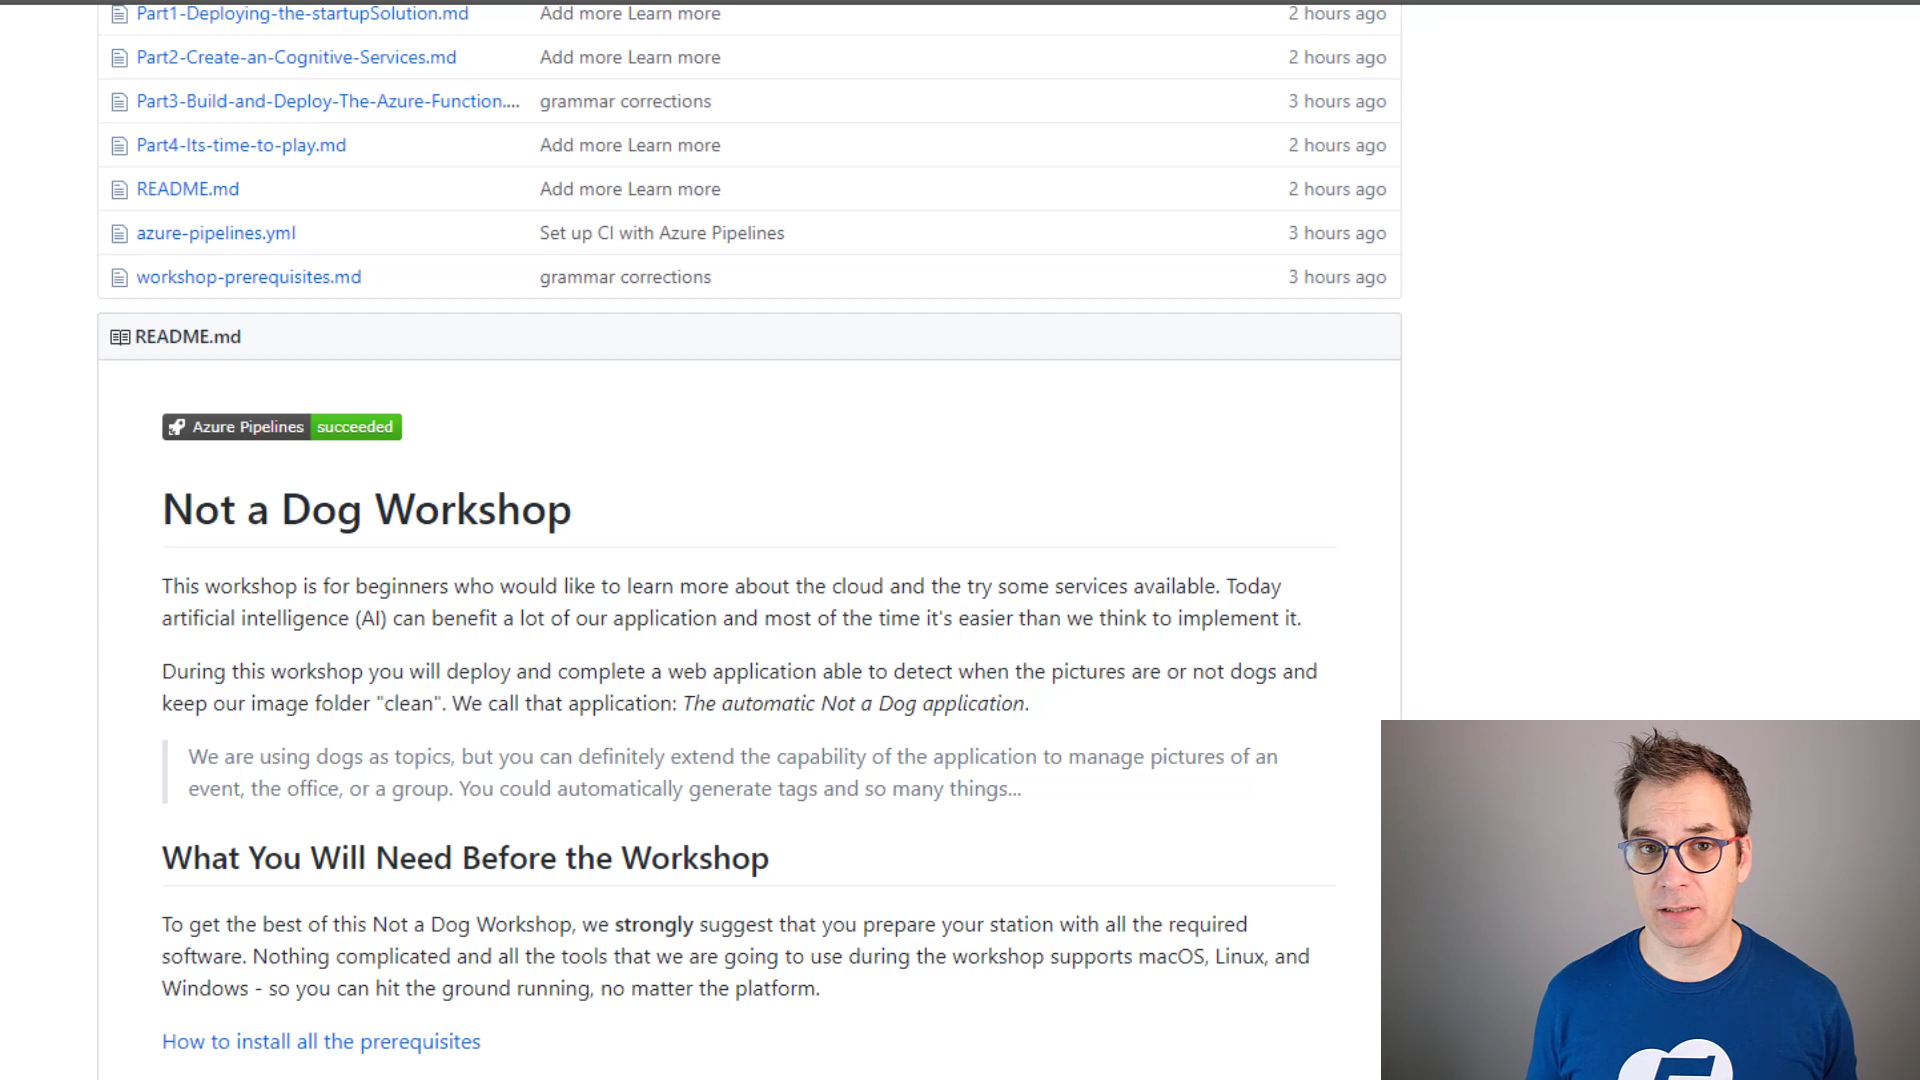 Part1-Deploying-the-startupSolution.md Add more Learn more 2 hours ago
Part2-Create-an-Cognitive-Services.md Add more Learn more 2 hours ago
Part3-Build-and-Deploy-The-Azure-Function.... grammar corrections 3 hours ago
Part4-Its-time-to-play.md Add more Learn more 2 hours ago
README.md Add more Learn more 2 hours ago
azure-pipelines.yml Set up CI with Azure Pipelines 3 hours ago
workshop-prerequisites.md grammar corrections 3 hours ago
README.md
Azure Pipelines succeeded
Not a Dog Workshop
This workshop is for beginners who would like to learn more about the cloud and the try some services available. Today
artificial intelligence (AI) can benefit a lot of our application and most of the time it's easier than we think to implement it.
During this workshop you will deploy and complete a web application able to detect when the pictures are or not dogs and
keep our image folder "clean". We call that application: The automatic Not a Dog application.
We are using dogs as topics, but you can definitely extend the capability of the application to manage pictures of an
event, the office, or a group. You could automatically generate tags and so many things...
What You Will Need Before the Workshop
To get the best of this Not a Dog Workshop, we strongly suggest that you prepare your station with all the required
software. Nothing complicated and all the tools that we are going to use during the workshop supports macOS, Linux, and
Windows - so you can hit the ground running, no matter the platform.
How to install all the prerequisites